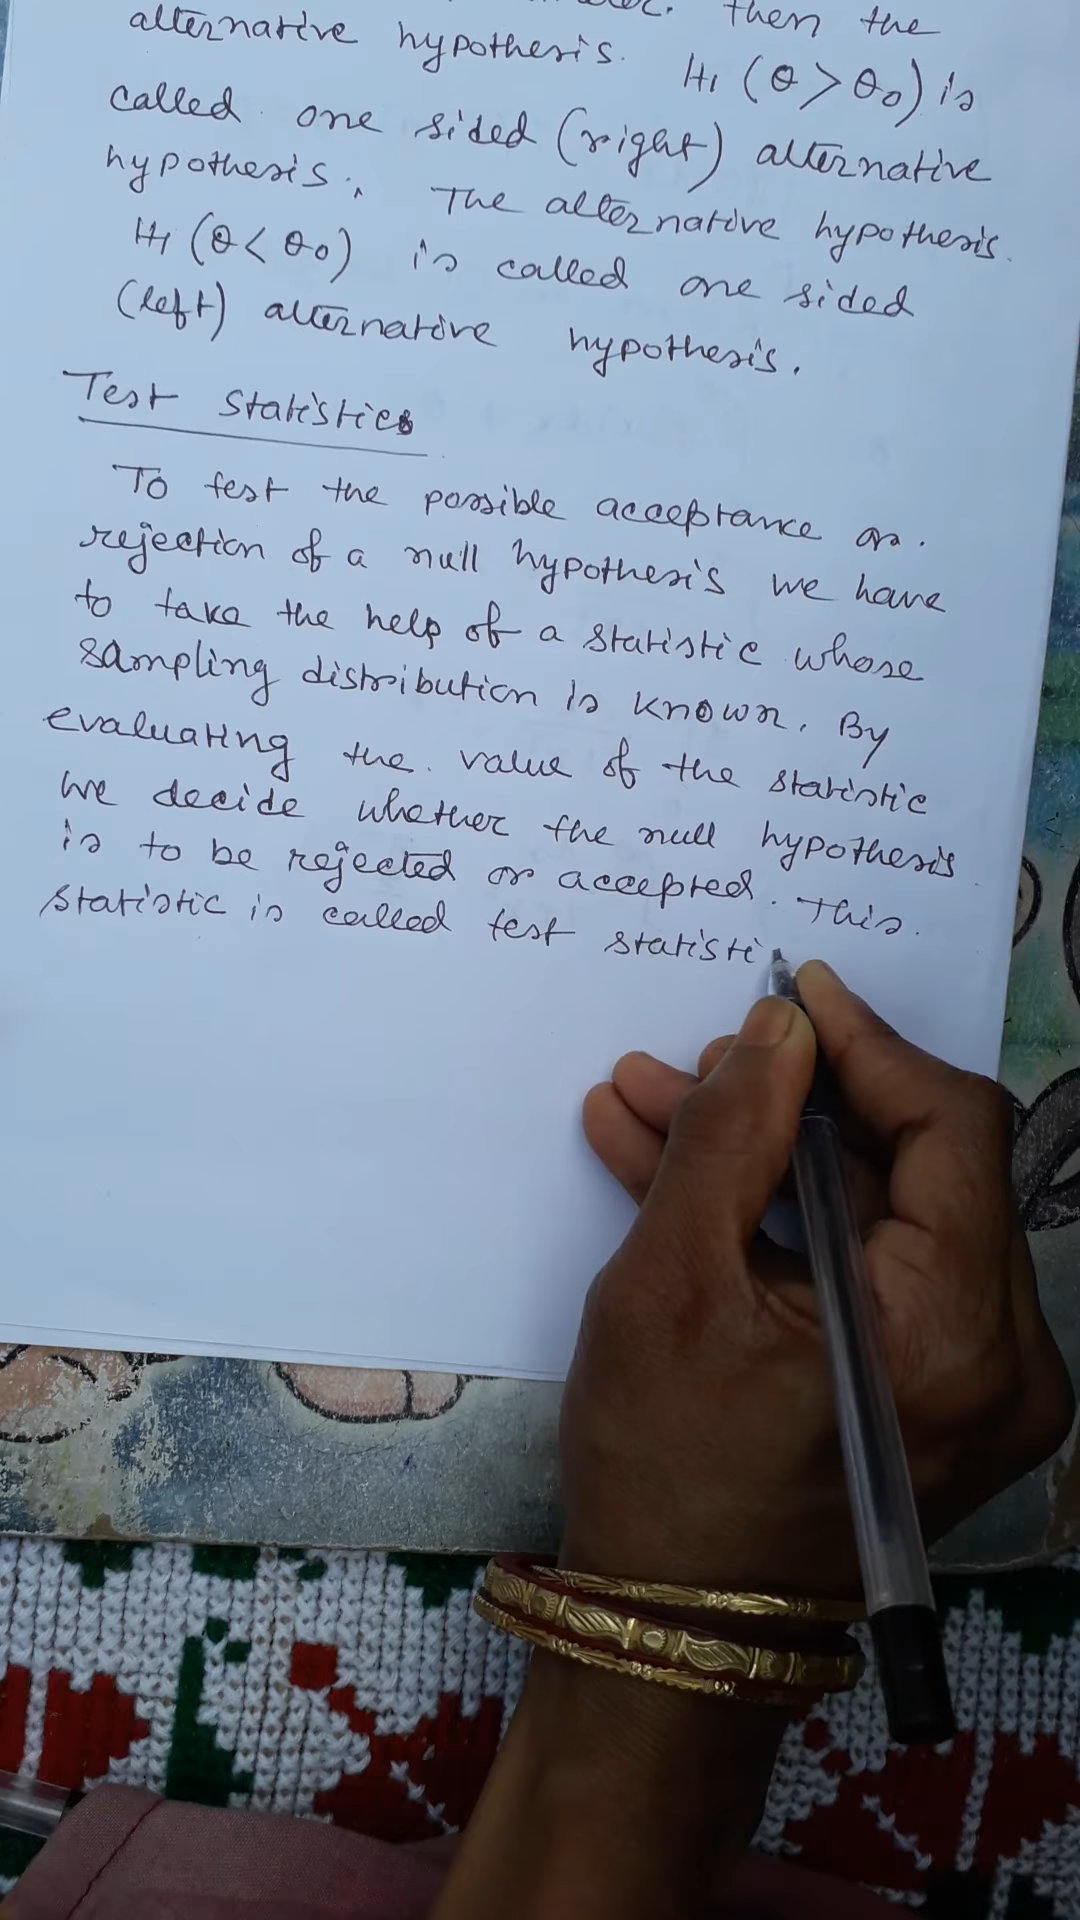 then the
alternative hypothesis. H1 (θ > θ0) is
called one sided (right) alternative
hypothesis. The alternative hypothesis.
H1 (θ < θ0) is called one sided
(left) alternative hypothesis.
Test Statistics
To test the possible acceptance or.
rejection of a null hypothesis we have
to take the help of a statistic whose
sampling distribution is known. By
evaluating the. value of the statistic
we decide whether the null hypothesis
is to be rejected or accepted. This.
statistic is called test statisti